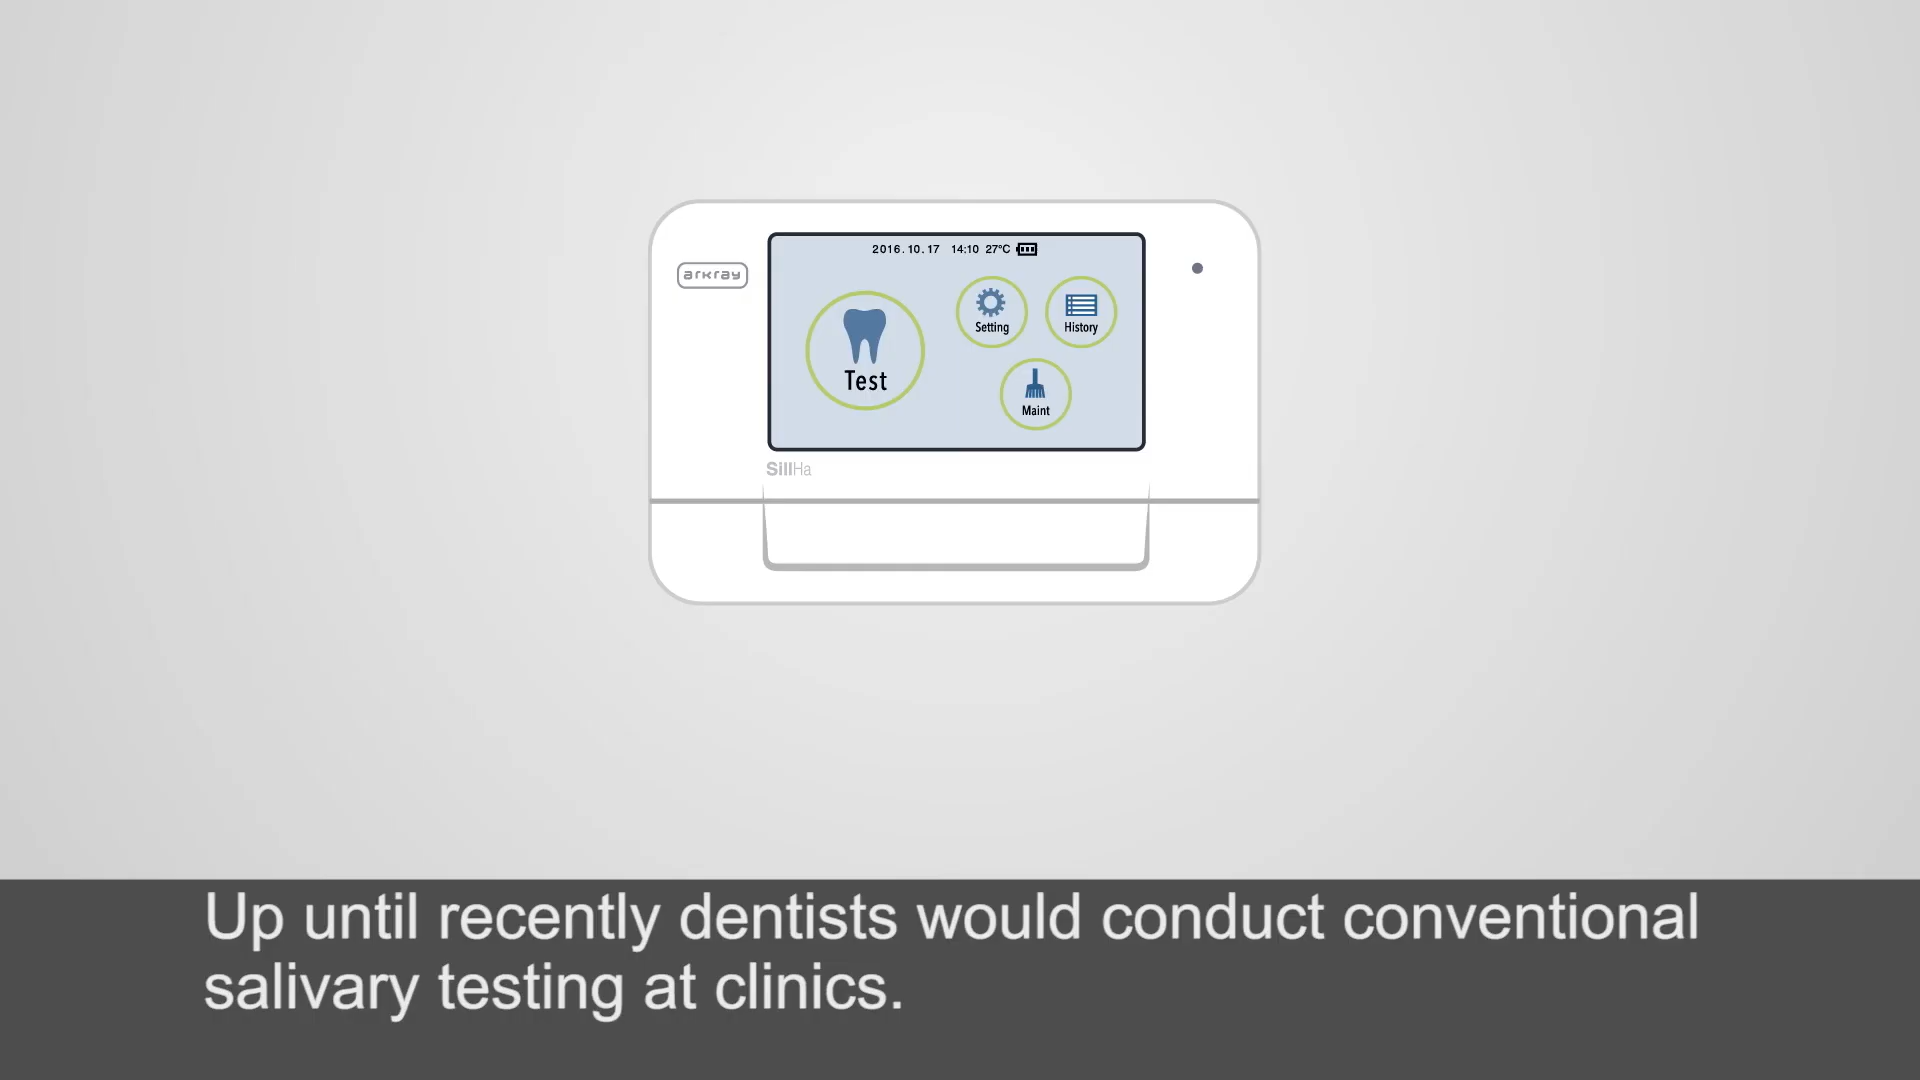 2016.10.17 14:10 27°C
arkray
Setting
History
Test
Maint
SillHa
Up until recently dentists would conduct conventional
salivary testing at clinics.